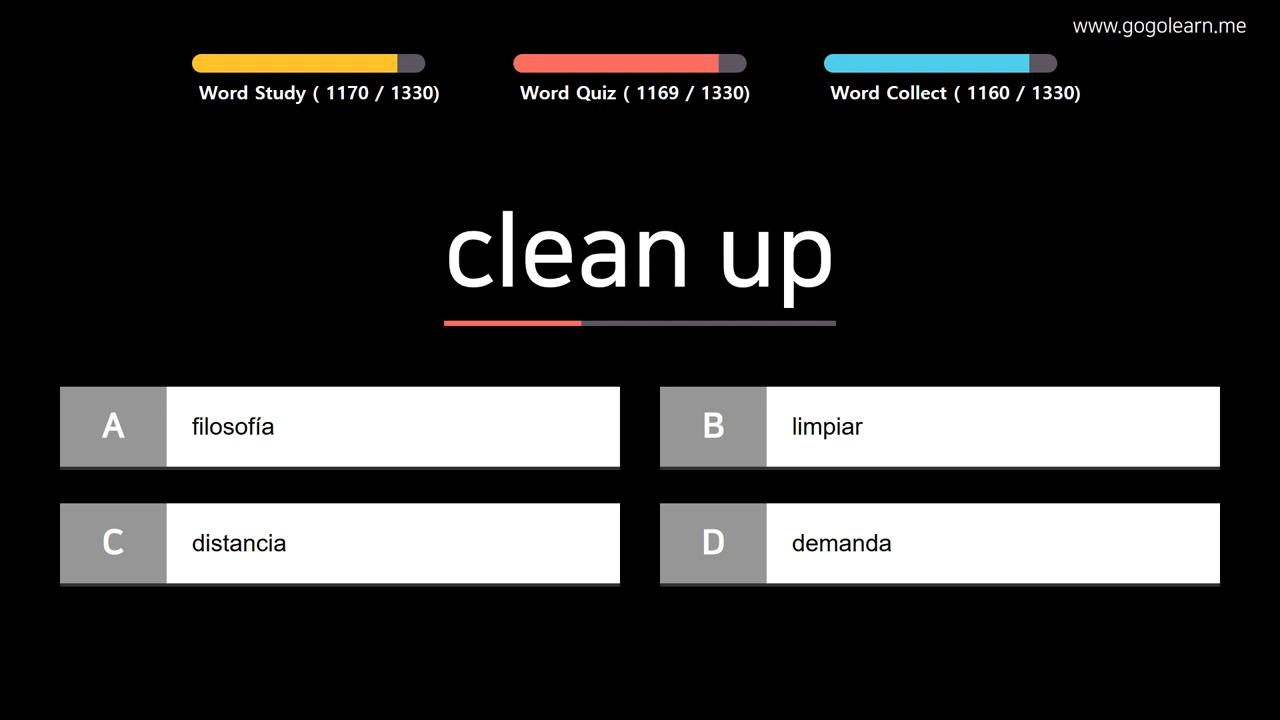 www.gogolearn.me
Word Study ( 1170 / 1330)
Word Quiz ( 1169 / 1330)
Word Collect ( 1160 / 1330)
clean up
A filosofía
B limpiar
C distancia
D demanda